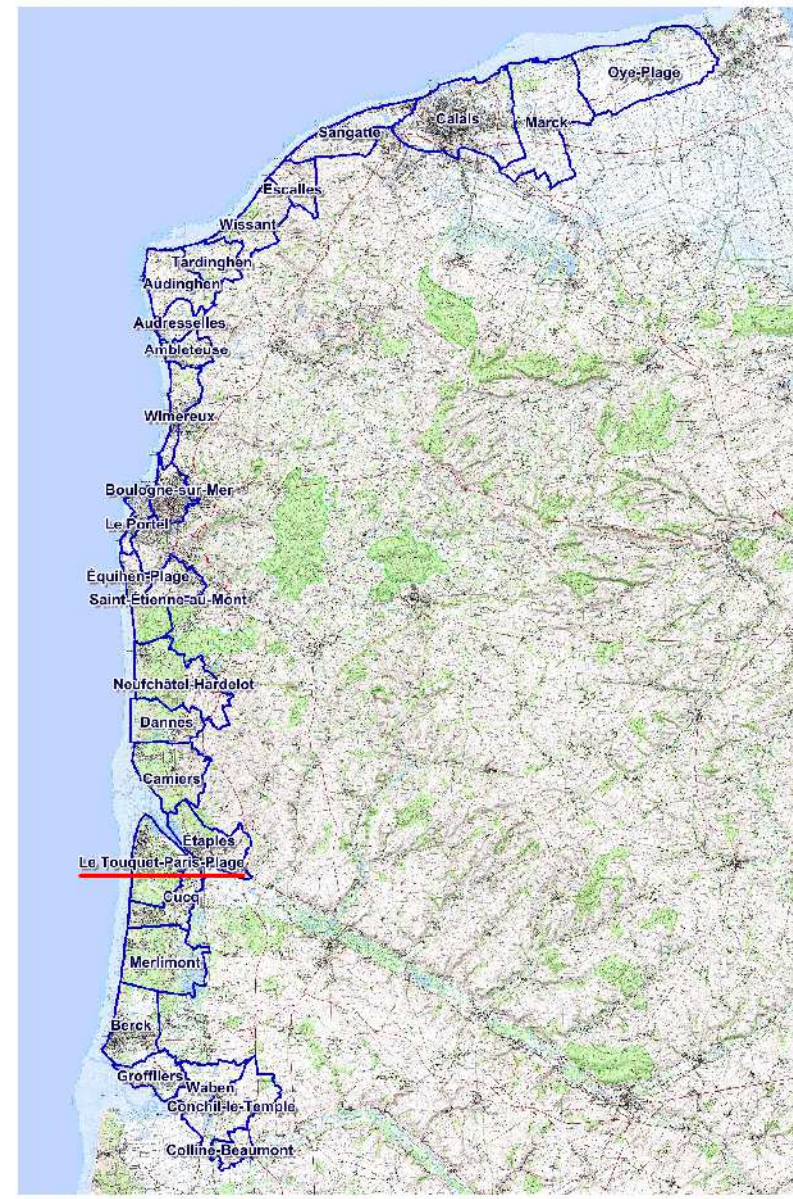 Oye-Plage
Calais
Marck
Sangatte
Escalles
Wissant
Tardinghen
Audinghen
Audresselles
Ambleteuse
Wimereux
Boulogne-sur-Mer
Le Portel
Équihen-Plage
Saint-Étienne-au-Mont
Neufchâtel-Hardelot
Dannes
Camiers
Étaples
Le Touquet-Paris-Plage
Cucq
Merlimont
Berck
Groffliers
Waben
Conchil-le-Temple
Colline-Beaumont